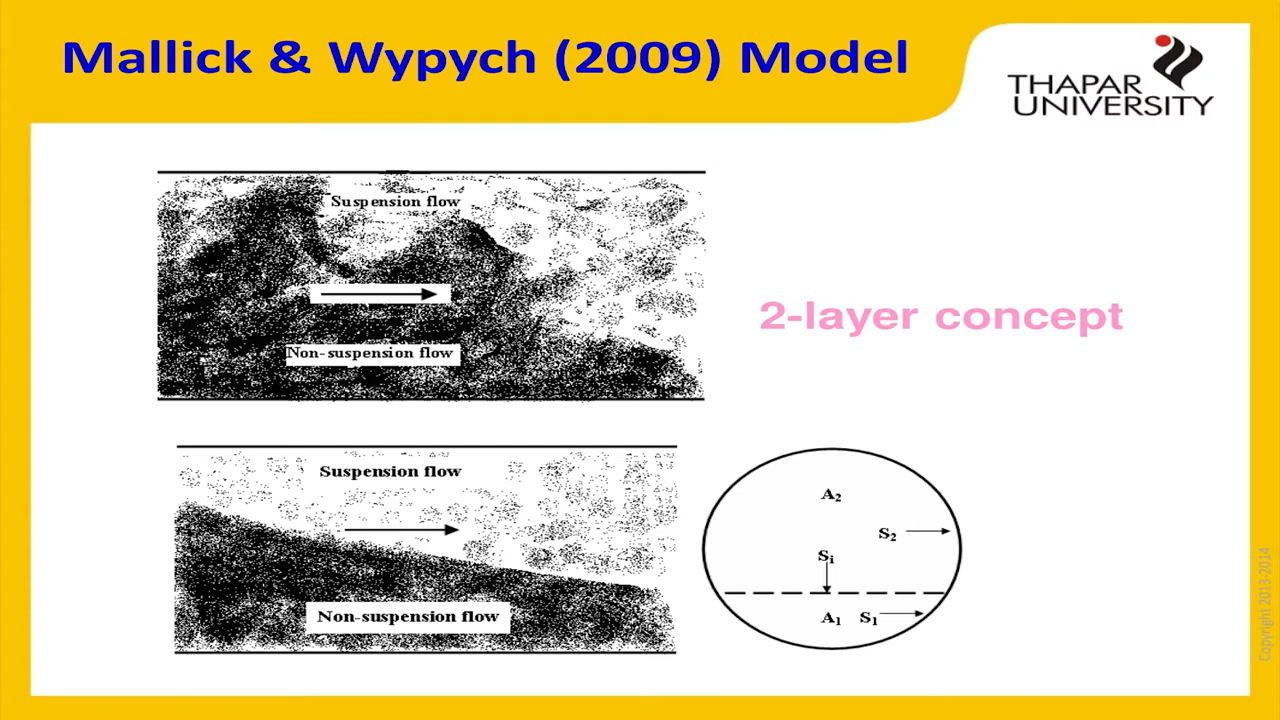 Mallick & Wypych (2009) Model
THAPAR
UNIVERSITY
Suspension flow
Non-suspension flow
2-layer concept
Suspension flow
Non-suspension flow
A2
S2
Si
A1 S1
Copyright 2013-2014